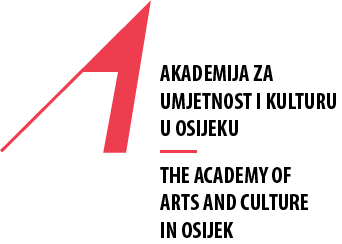 AKADEMIJA ZA
UMJETNOST I KULTURU
U OSIJEKU
THE ACADEMY OF
ARTS AND CULTURE
IN OSIJEK